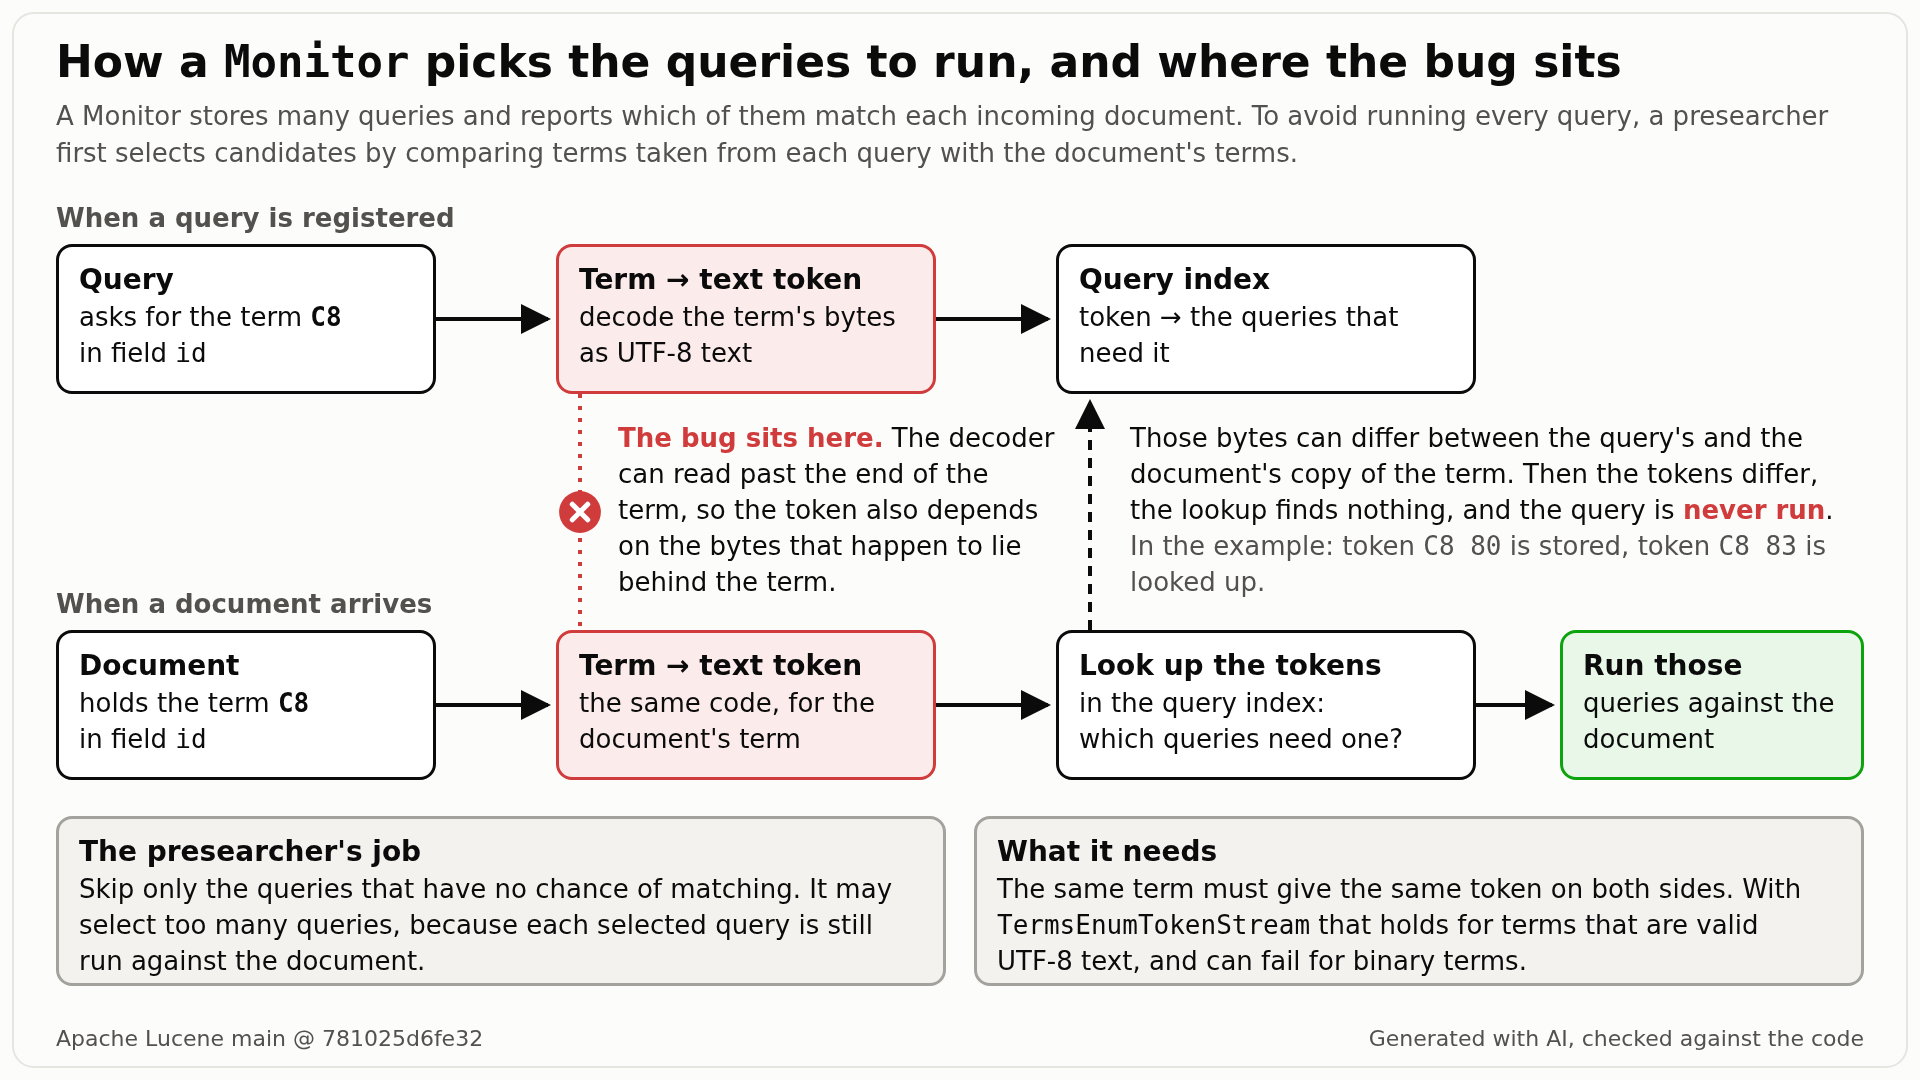 How a Monitor picks the queries to run, and where the bug sits
A Monitor stores many queries and reports which of them match each incoming document. To avoid running every query, a presearcher
first selects candidates by comparing terms taken from each query with the document's terms.
When a query is registered
Query
asks for the term C8
in field id
Term → text token
decode the term's bytes
as UTF-8 text
Query index
token → the queries that
need it
The bug sits here. The decoder
can read past the end of the
term, so the token also depends
on the bytes that happen to lie
behind the term.
Those bytes can differ between the query's and the
document's copy of the term. Then the tokens differ,
the lookup finds nothing, and the query is never run.
In the example: token C8 80 is stored, token C8 83 is
looked up.
When a document arrives
Document
holds the term C8
in field id
Term → text token
the same code, for the
document's term
Look up the tokens
in the query index:
which queries need one?
Run those
queries against the
document
The presearcher's job
Skip only the queries that have no chance of matching. It may
select too many queries, because each selected query is still
run against the document.
What it needs
The same term must give the same token on both sides. With
TermsEnumTokenStream that holds for terms that are valid
UTF-8 text, and can fail for binary terms.
Apache Lucene main @ 781025d6fe32
Generated with AI, checked against the code